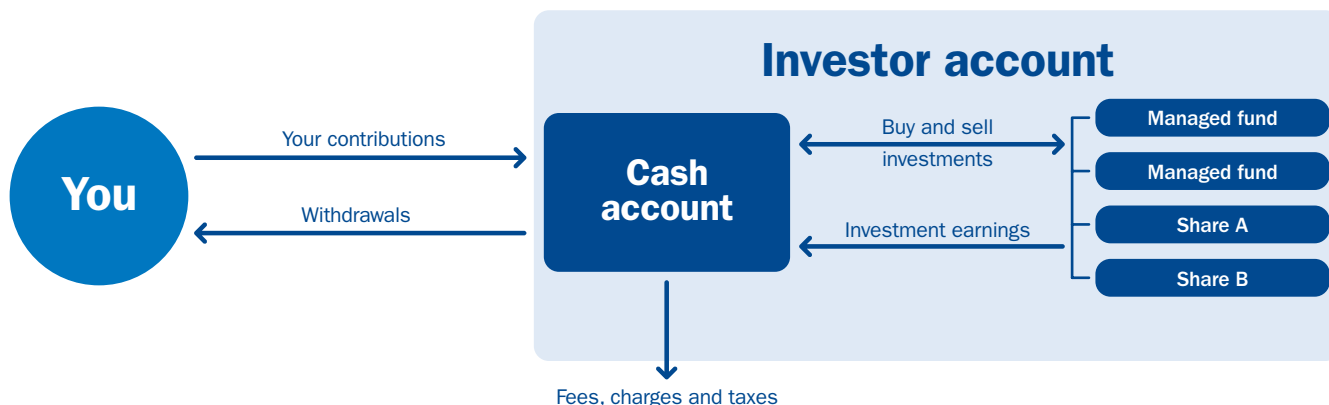 Investor account
You
Your contributions
Withdrawals
Cash
account
Buy and sell
investments
Investment earnings
Managed fund
Managed fund
Share A
Share B
Fees, charges and taxes